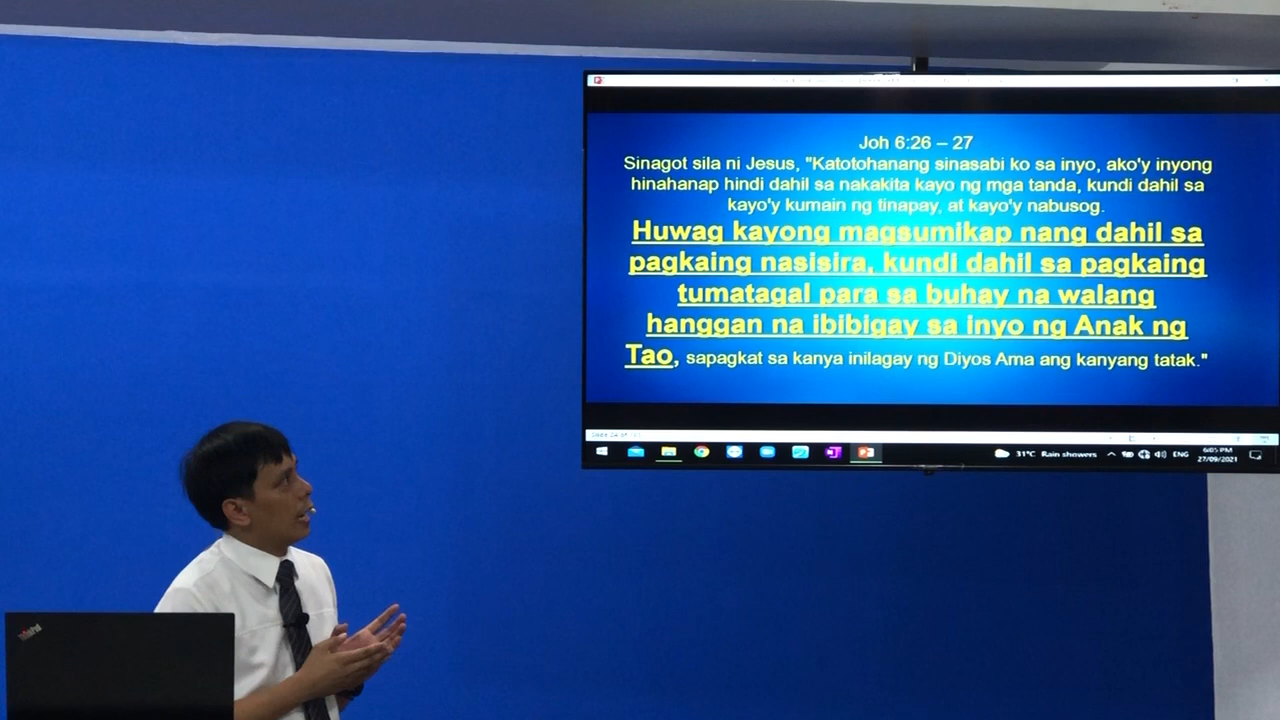 Joh 6:26 – 27
Sinagot sila ni Jesus, "Katotohanang sinasabi ko sa inyo, ako'y inyong
hinahanap hindi dahil sa nakakita kayo ng mga tanda, kundi dahil sa
kayo'y kumain ng tinapay, at kayo'y nabusog.
Huwag kayong magsumikap nang dahil sa
pagkaing nasisira, kundi dahil sa pagkaing
tumatagal para sa buhay na walang
hanggan na ibibigay sa inyo ng Anak ng
Tao, sapagkat sa kanya inilagay ng Diyos Ama ang kanyang tatak."
31°C Rain showers ENG 6:05 PM
27/09/2021
ThinkPad